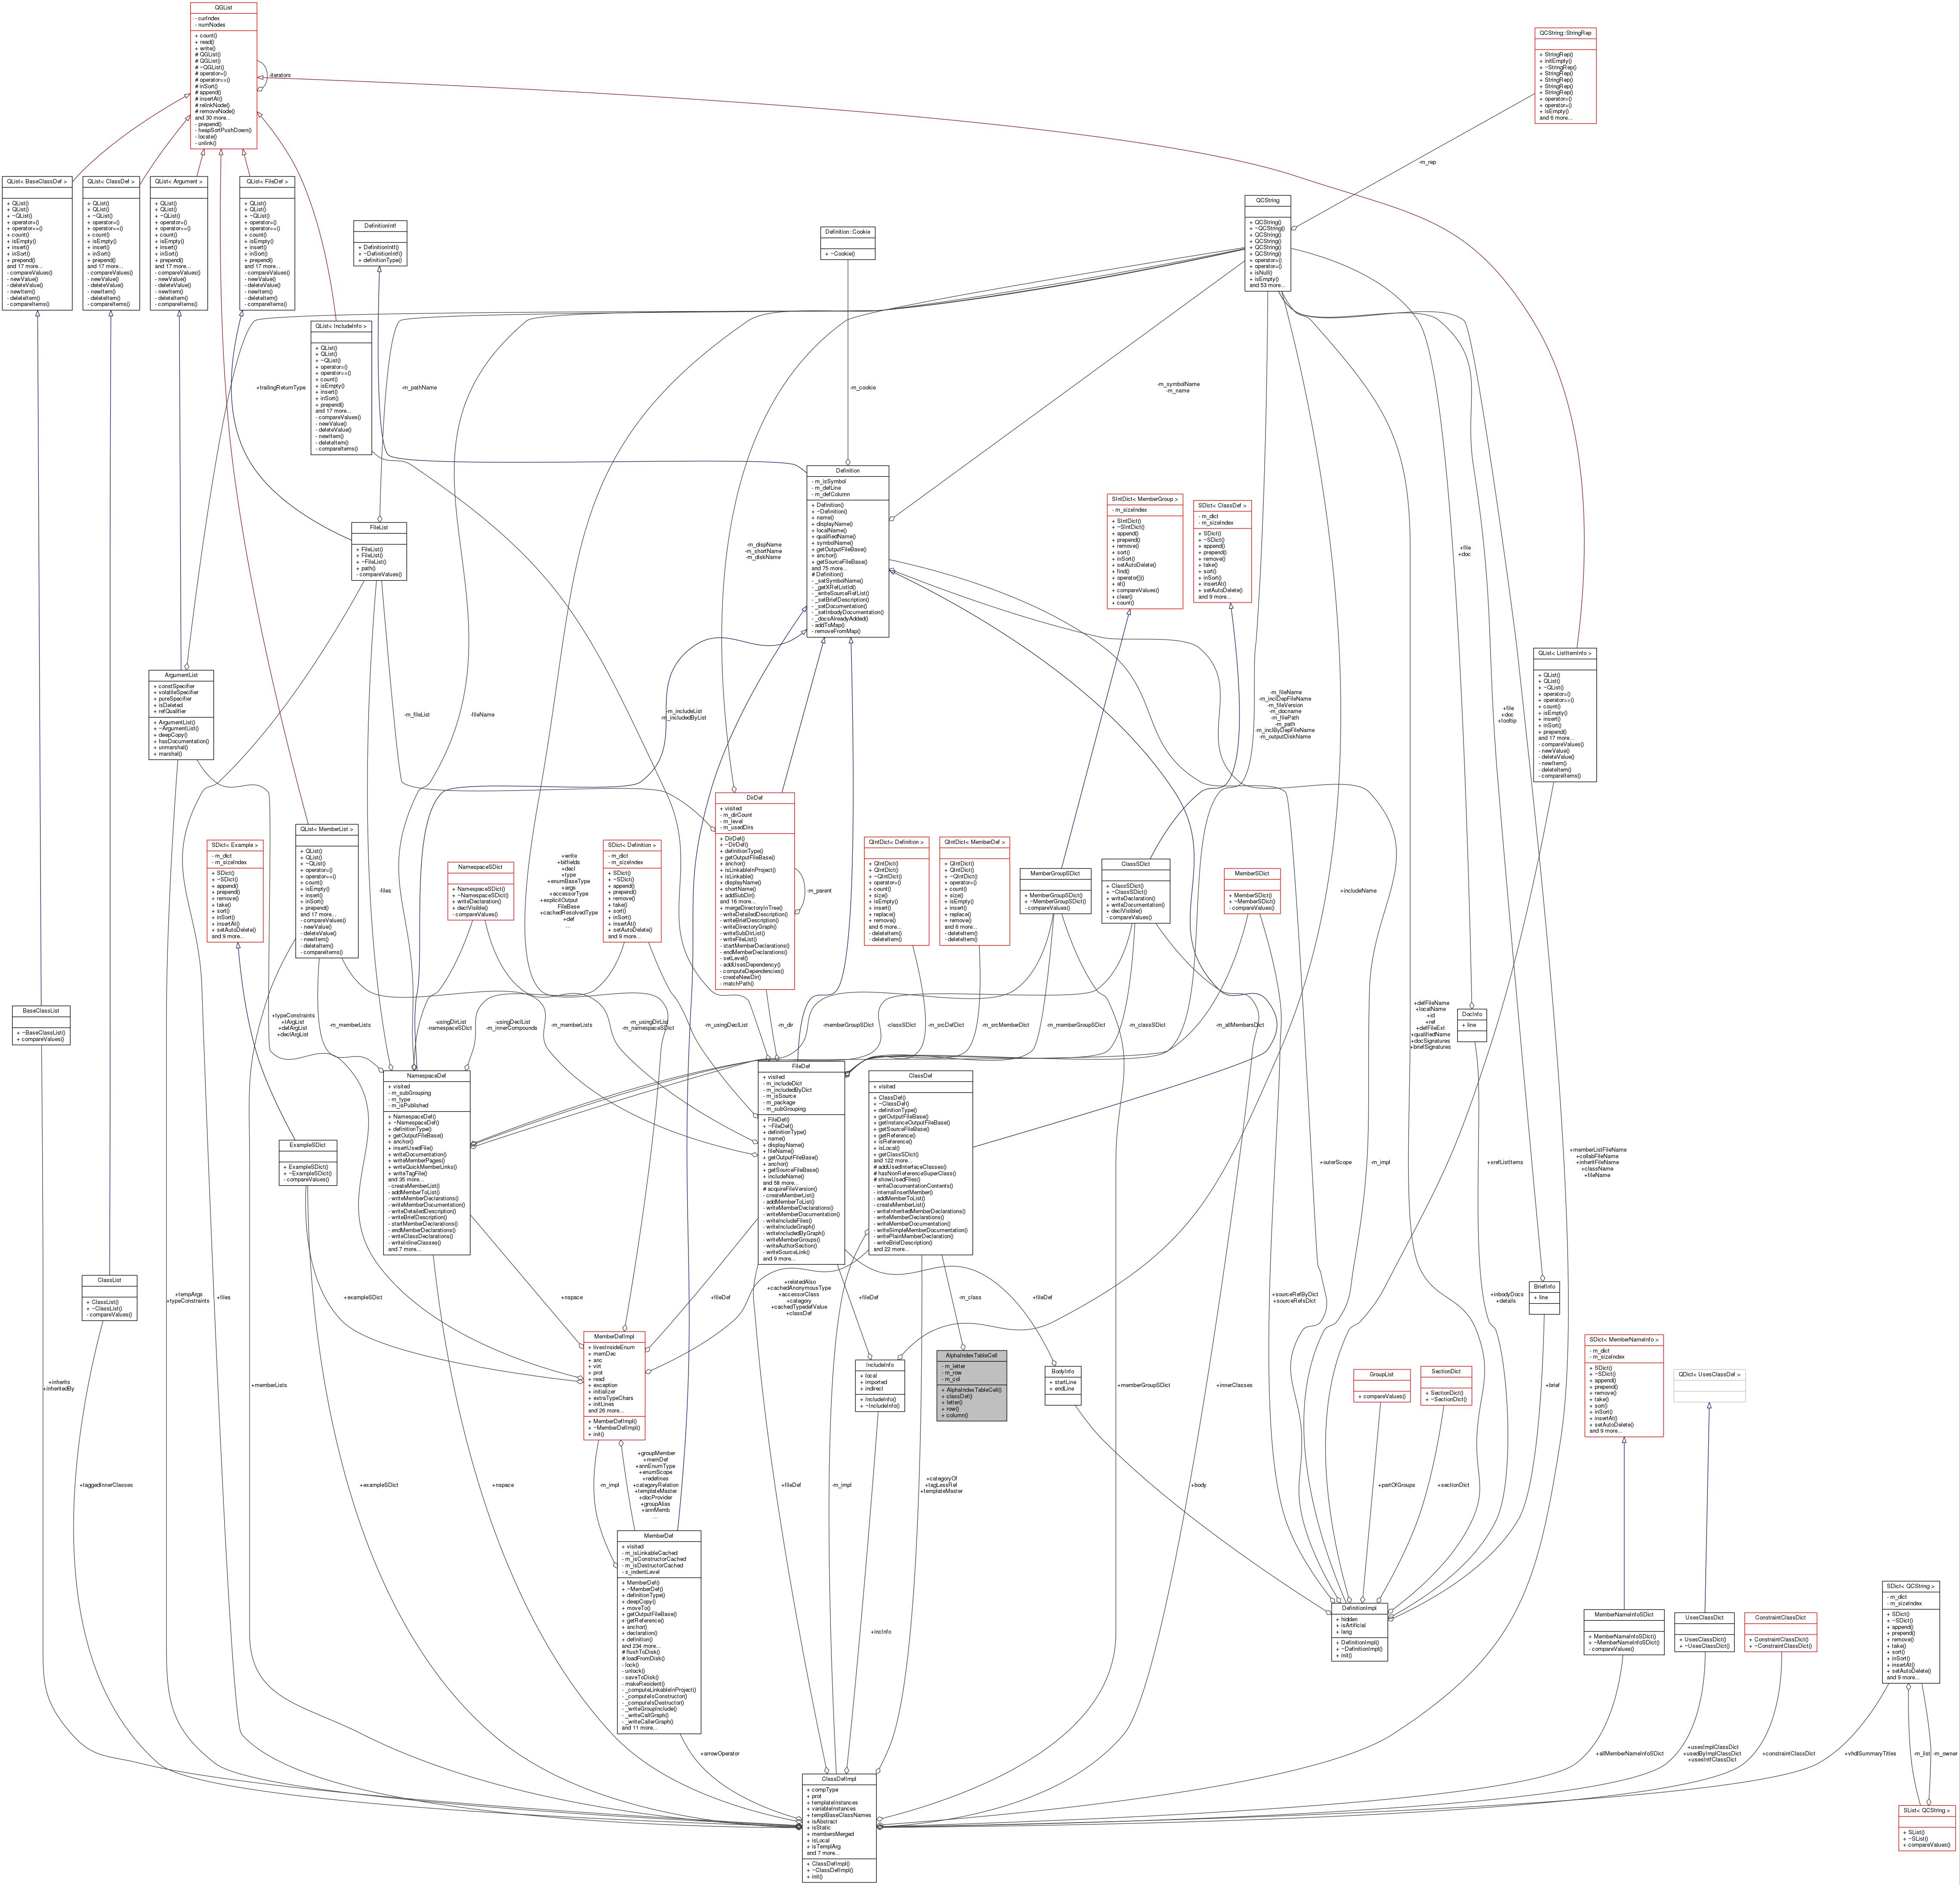 QGList
- curIndex
- numNodes
+ count()
+ read()
+ write()
# QGList()
# QGList()
# ~QGList()
# operator=()
# operator==()
# inSort()
# append()
# insertAt()
# relinkNode()
# removeNode()
and 30 more...
- prepend()
- heapSortPushDown()
- locate()
- unlink()
-iterators
QCString::StringRep
+ StringRep()
+ initEmpty()
+ ~StringRep()
+ StringRep()
+ StringRep()
+ StringRep()
+ StringRep()
+ operator=()
+ operator=()
+ isEmpty()
and 6 more...
-m_rep
QList< BaseClassDef >
+ QList()
+ QList()
+ ~QList()
+ operator=()
+ operator==()
+ count()
+ isEmpty()
+ insert()
+ inSort()
+ prepend()
and 17 more...
- compareValues()
- newValue()
- deleteValue()
- newItem()
- deleteItem()
- compareItems()
QList< ClassDef >
+ QList()
+ QList()
+ ~QList()
+ operator=()
+ operator==()
+ count()
+ isEmpty()
+ insert()
+ inSort()
+ prepend()
and 17 more...
- compareValues()
- newValue()
- deleteValue()
- newItem()
- deleteItem()
- compareItems()
QList< Argument >
+ QList()
+ QList()
+ ~QList()
+ operator=()
+ operator==()
+ count()
+ isEmpty()
+ insert()
+ inSort()
+ prepend()
and 17 more...
- compareValues()
- newValue()
- deleteValue()
- newItem()
- deleteItem()
- compareItems()
QList< FileDef >
+ QList()
+ QList()
+ ~QList()
+ operator=()
+ operator==()
+ count()
+ isEmpty()
+ insert()
+ inSort()
+ prepend()
and 17 more...
- compareValues()
- newValue()
- deleteValue()
- newItem()
- deleteItem()
- compareItems()
DefinitionIntf
+ DefinitionIntf()
+ ~DefinitionIntf()
+ definitionType()
Definition::Cookie
+ ~Cookie()
QCString
+ QCString()
+ ~QCString()
+ QCString()
+ QCString()
+ QCString()
+ QCString()
+ operator=()
+ operator=()
+ isNull()
+ isEmpty()
and 53 more...
QList< IncludeInfo >
+ QList()
+ QList()
+ ~QList()
+ operator=()
+ operator==()
+ count()
+ isEmpty()
+ insert()
+ inSort()
+ prepend()
and 17 more...
- compareValues()
- newValue()
- deleteValue()
- newItem()
- deleteItem()
- compareItems()
+trailingReturnType
-m_pathName
-m_cookie
-m_symbolName
-m_name
Definition
- m_isSymbol
- m_defLine
- m_defColumn
+ Definition()
+ ~Definition()
+ name()
+ displayName()
+ localName()
+ qualifiedName()
+ symbolName()
+ getOutputFileBase()
+ anchor()
+ getSourceFileBase()
and 75 more...
# Definition()
- _setSymbolName()
- _getXRefListId()
- _writeSourceRefList()
- _setBriefDescription()
- _setDocumentation()
- _setInbodyDocumentation()
- _docsAlreadyAdded()
- addToMap()
- removeFromMap()
SIntDict< MemberGroup >
- m_sizeIndex
+ SIntDict()
+ ~SIntDict()
+ append()
+ prepend()
+ remove()
+ sort()
+ inSort()
+ setAutoDelete()
+ find()
+ operator[]()
+ at()
+ compareValues()
+ clear()
+ count()
SDict< ClassDef >
- m_dict
- m_sizeIndex
+ SDict()
+ ~SDict()
+ append()
+ prepend()
+ remove()
+ take()
+ sort()
+ inSort()
+ insertAt()
+ setAutoDelete()
and 9 more...
FileList
+ FileList()
+ FileList()
+ ~FileList()
+ path()
- compareValues()
-m_dispName
-m_shortName
-m_diskName
+file
+doc
ArgumentList
+ constSpecifier
+ volatileSpecifier
+ pureSpecifier
+ isDeleted
+ refQualifier
+ ArgumentList()
+ ~ArgumentList()
+ deepCopy()
+ hasDocumentation()
+ unmarshal()
+ marshal()
-m_fileList
-fileName
-m_includeList
-m_includedByList
-m_fileName
-m_inclDepFileName
-m_fileVersion
-m_docname
-m_filePath
-m_path
-m_inclByDepFileName
-m_outputDiskName
+file
+doc
+tooltip
QList< ListItemInfo >
+ QList()
+ QList()
+ ~QList()
+ operator=()
+ operator==()
+ count()
+ isEmpty()
+ insert()
+ inSort()
+ prepend()
and 17 more...
- compareValues()
- newValue()
- deleteValue()
- newItem()
- deleteItem()
- compareItems()
SDict< Example >
- m_dict
- m_sizeIndex
+ SDict()
+ ~SDict()
+ append()
+ prepend()
+ remove()
+ take()
+ sort()
+ inSort()
+ insertAt()
+ setAutoDelete()
and 9 more...
QList< MemberList >
+ QList()
+ QList()
+ ~QList()
+ operator=()
+ operator==()
+ count()
+ isEmpty()
+ insert()
+ inSort()
+ prepend()
and 17 more...
- compareValues()
- newValue()
- deleteValue()
- newItem()
- deleteItem()
- compareItems()
-files
NamespaceSDict
+ NamespaceSDict()
+ ~NamespaceSDict()
+ writeDeclaration()
+ declVisible()
- compareValues()
+write
+bitfields
+decl
+type
+enumBaseType
+args
+accessorType
+explicitOutput
FileBase
+cachedResolvedType
+def
...
SDict< Definition >
- m_dict
- m_sizeIndex
+ SDict()
+ ~SDict()
+ append()
+ prepend()
+ remove()
+ take()
+ sort()
+ inSort()
+ insertAt()
+ setAutoDelete()
and 9 more...
DirDef
+ visited
- m_dirCount
- m_level
- m_usedDirs
+ DirDef()
+ ~DirDef()
+ definitionType()
+ getOutputFileBase()
+ anchor()
+ isLinkableInProject()
+ isLinkable()
+ displayName()
+ shortName()
+ addSubDir()
and 16 more...
+ mergeDirectoryInTree()
- writeDetailedDescription()
- writeBriefDescription()
- writeDirectoryGraph()
- writeSubDirList()
- writeFileList()
- startMemberDeclarations()
- endMemberDeclarations()
- setLevel()
- addUsesDependency()
- computeDependencies()
- createNewDir()
- matchPath()
-m_parent
QIntDict< Definition >
+ QIntDict()
+ QIntDict()
+ ~QIntDict()
+ operator=()
+ count()
+ size()
+ isEmpty()
+ insert()
+ replace()
+ remove()
and 6 more...
- deleteItem()
- deleteItem()
QIntDict< MemberDef >
+ QIntDict()
+ QIntDict()
+ ~QIntDict()
+ operator=()
+ count()
+ size()
+ isEmpty()
+ insert()
+ replace()
+ remove()
and 6 more...
- deleteItem()
- deleteItem()
MemberGroupSDict
+ MemberGroupSDict()
+ ~MemberGroupSDict()
- compareValues()
ClassSDict
+ ClassSDict()
+ ~ClassSDict()
+ writeDeclaration()
+ writeDocumentation()
+ declVisible()
- compareValues()
MemberSDict
+ MemberSDict()
+ ~MemberSDict()
- compareValues()
+includeName
BaseClassList
+ ~BaseClassList()
+ compareValues()
+typeConstraints
+tArgList
+defArgList
+declArgList
-m_memberLists
-usingDirList
-namespaceSDict
-usingDeclList
-m_innerCompounds
-m_memberLists
-m_usingDirList
-m_namespaceSDict
-m_usingDeclList
-m_dir
-memberGroupSDict
-classSDict
-m_srcDefDict
-m_srcMemberDict
-m_memberGroupSDict
-m_classSDict
-m_allMembersDict
+defFileName
+localName
+id
+ref
+defFileExt
+qualifiedName
+docSignatures
+briefSignatures
DocInfo
+ line
NamespaceDef
+ visited
- m_subGrouping
- m_type
- m_isPublished
+ NamespaceDef()
+ ~NamespaceDef()
+ definitionType()
+ getOutputFileBase()
+ anchor()
+ insertUsedFile()
+ writeDocumentation()
+ writeMemberPages()
+ writeQuickMemberLinks()
+ writeTagFile()
and 35 more...
- createMemberList()
- addMemberToList()
- writeMemberDeclarations()
- writeMemberDocumentation()
- writeDetailedDescription()
- writeBriefDescription()
- startMemberDeclarations()
- endMemberDeclarations()
- writeClassDeclarations()
- writeInlineClasses()
and 7 more...
FileDef
+ visited
- m_includeDict
- m_includedByDict
- m_isSource
- m_package
- m_subGrouping
+ FileDef()
+ ~FileDef()
+ definitionType()
+ name()
+ displayName()
+ fileName()
+ getOutputFileBase()
+ anchor()
+ getSourceFileBase()
+ includeName()
and 58 more...
# acquireFileVersion()
- createMemberList()
- addMemberToList()
- writeMemberDeclarations()
- writeMemberDocumentation()
- writeIncludeFiles()
- writeIncludeGraph()
- writeIncludedByGraph()
- writeMemberGroups()
- writeAuthorSection()
- writeSourceLink()
and 9 more...
ClassDef
+ visited
+ ClassDef()
+ ~ClassDef()
+ definitionType()
+ getOutputFileBase()
+ getInstanceOutputFileBase()
+ getSourceFileBase()
+ getReference()
+ isReference()
+ isLocal()
+ getClassSDict()
and 122 more...
# addUsedInterfaceClasses()
# hasNonReferenceSuperClass()
# showUsedFiles()
- writeDocumentationContents()
- internalInsertMember()
- addMemberToList()
- createMemberList()
- writeInheritedMemberDeclarations()
- writeMemberDeclarations()
- writeMemberDocumentation()
- writeSimpleMemberDocumentation()
- writePlainMemberDeclaration()
- writeBriefDescription()
and 22 more...
ExampleSDict
+ ExampleSDict()
+ ~ExampleSDict()
- compareValues()
+outerScope
-m_impl
+xrefListItems
+memberListFileName
+collabFileName
+inheritFileName
+className
+fileName
ClassList
+ ClassList()
+ ~ClassList()
- compareValues()
+tempArgs
+typeConstraints
+files
+exampleSDict
+nspace
+fileDef
+relatedAlso
+cachedAnonymousType
+accessorClass
+category
+cachedTypedefValue
+classDef
+fileDef
-m_class
+fileDef
+sourceRefByDict
+sourceRefsDict
+inbodyDocs
+details
BriefInfo
+ line
MemberDefImpl
+ livesInsideEnum
+ memDec
+ anc
+ virt
+ prot
+ read
+ exception
+ initializer
+ extraTypeChars
+ initLines
and 26 more...
+ MemberDefImpl()
+ ~MemberDefImpl()
+ init()
IncludeInfo
+ local
+ imported
+ indirect
+ IncludeInfo()
+ ~IncludeInfo()
AlphaIndexTableCell
- m_letter
- m_row
- m_col
+ AlphaIndexTableCell()
+ classDef()
+ letter()
+ row()
+ column()
BodyInfo
+ startLine
+ endLine
GroupList
+ compareValues()
SectionDict
+ SectionDict()
+ ~SectionDict()
SDict< MemberNameInfo >
- m_dict
- m_sizeIndex
+ SDict()
+ ~SDict()
+ append()
+ prepend()
+ remove()
+ take()
+ sort()
+ inSort()
+ insertAt()
+ setAutoDelete()
and 9 more...
QDict< UsesClassDef >
+inherits
+inheritedBy
+memberLists
+memberGroupSDict
+innerClasses
+brief
+taggedInnerClasses
+exampleSDict
+nspace
-m_impl
+groupMember
+memDef
+annEnumType
+enumScope
+redefines
+categoryRelation
+templateMaster
+docProvider
+groupAlias
+annMemb
...
+fileDef
-m_impl
+categoryOf
+tagLessRef
+templateMaster
+body
+partOfGroups
+sectionDict
MemberDef
+ visited
- m_isLinkableCached
- m_isConstructorCached
- m_isDestructorCached
- s_indentLevel
+ MemberDef()
+ ~MemberDef()
+ definitionType()
+ deepCopy()
+ moveTo()
+ getOutputFileBase()
+ getReference()
+ anchor()
+ declaration()
+ definition()
and 234 more...
# flushToDisk()
# loadFromDisk()
- lock()
- unlock()
- saveToDisk()
- makeResident()
- _computeLinkableInProject()
- _computeIsConstructor()
- _computeIsDestructor()
- _writeGroupInclude()
- _writeCallGraph()
- _writeCallerGraph()
and 11 more...
+incInfo
DefinitionImpl
+ hidden
+ isArtificial
+ lang
+ DefinitionImpl()
+ ~DefinitionImpl()
+ init()
MemberNameInfoSDict
+ MemberNameInfoSDict()
+ ~MemberNameInfoSDict()
- compareValues()
UsesClassDict
+ UsesClassDict()
+ ~UsesClassDict()
ConstraintClassDict
+ ConstraintClassDict()
+ ~ConstraintClassDict()
SDict< QCString >
- m_dict
- m_sizeIndex
+ SDict()
+ ~SDict()
+ append()
+ prepend()
+ remove()
+ take()
+ sort()
+ inSort()
+ insertAt()
+ setAutoDelete()
and 9 more...
+arrowOperator
+allMemberNameInfoSDict
+usesImplClassDict
+usedByImplClassDict
+usesIntfClassDict
+constraintClassDict
+vhdlSummaryTitles
-m_list
-m_owner
ClassDefImpl
+ compType
+ prot
+ templateInstances
+ variableInstances
+ templBaseClassNames
+ isAbstract
+ isStatic
+ membersMerged
+ isLocal
+ isTemplArg
and 7 more...
+ ClassDefImpl()
+ ~ClassDefImpl()
+ init()
SList< QCString >
+ SList()
+ ~SList()
+ compareValues()